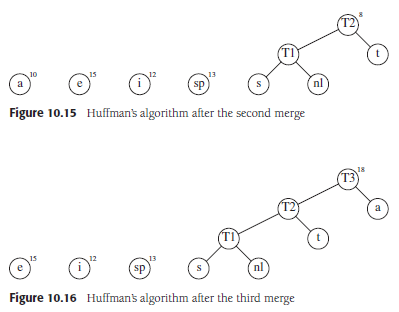 T2 8
T1 t
a 10 e 15 i 12 sp 13 s nl
Figure 10.15 Huffman's algorithm after the second merge
T3 18
T2 a
T1 t
e 15 i 12 sp 13 s nl
Figure 10.16 Huffman's algorithm after the third merge